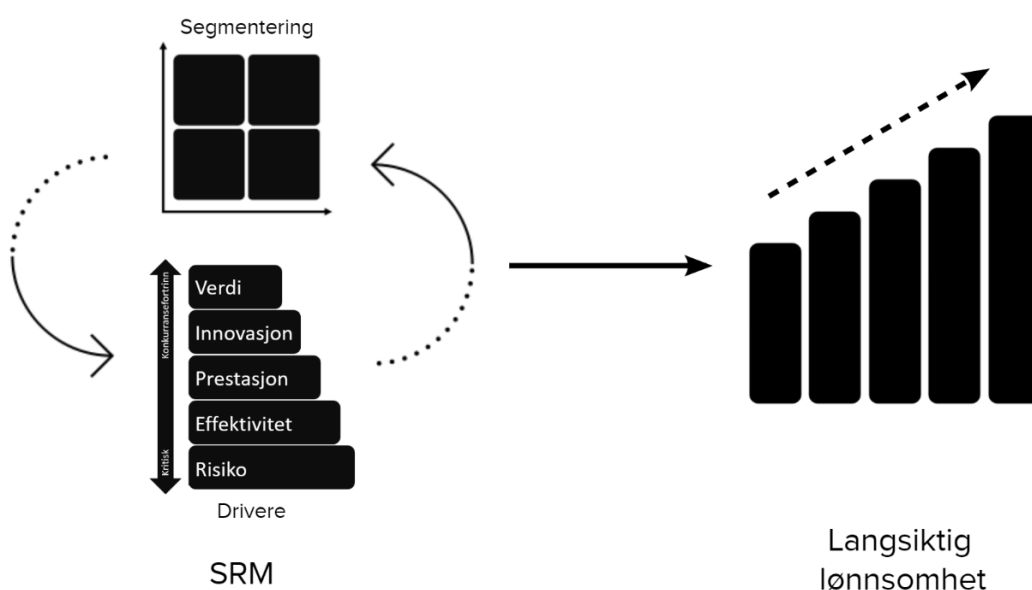 Segmentering
Konkurransefortrinn
Kritisk
Verdi
Innovasjon
Prestasjon
Effektivitet
Risiko
Drivere
SRM
Langsiktig
lønnsomhet